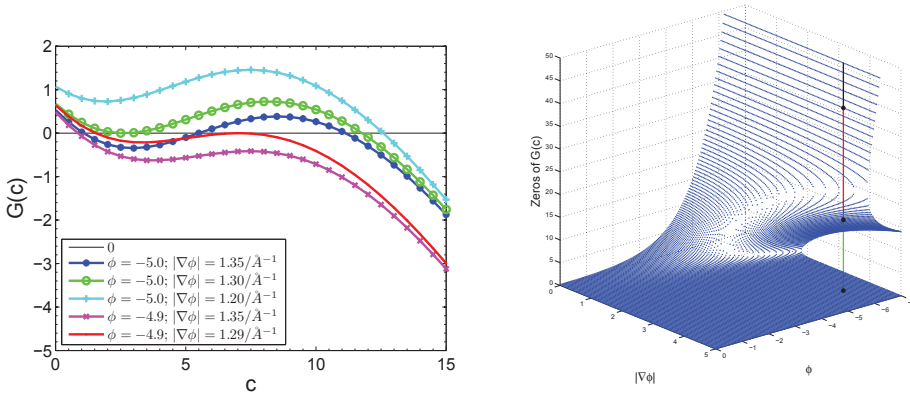 2
1
0
−1
−2
−3
−4
−5
G(c)
0
ϕ = −5.0; |∇ϕ| = 1.35/Å⁻¹
ϕ = −5.0; |∇ϕ| = 1.30/Å⁻¹
ϕ = −5.0; |∇ϕ| = 1.20/Å⁻¹
ϕ = −4.9; |∇ϕ| = 1.35/Å⁻¹
ϕ = −4.9; |∇ϕ| = 1.29/Å⁻¹
0 5 10 15
c
50
45
40
35
30
25
20
15
10
5
0
Zeros of G(c)
0 1 2 3 4 5
|∇ϕ|
0 −1 −2 −3 −4 −5 −6
ϕ